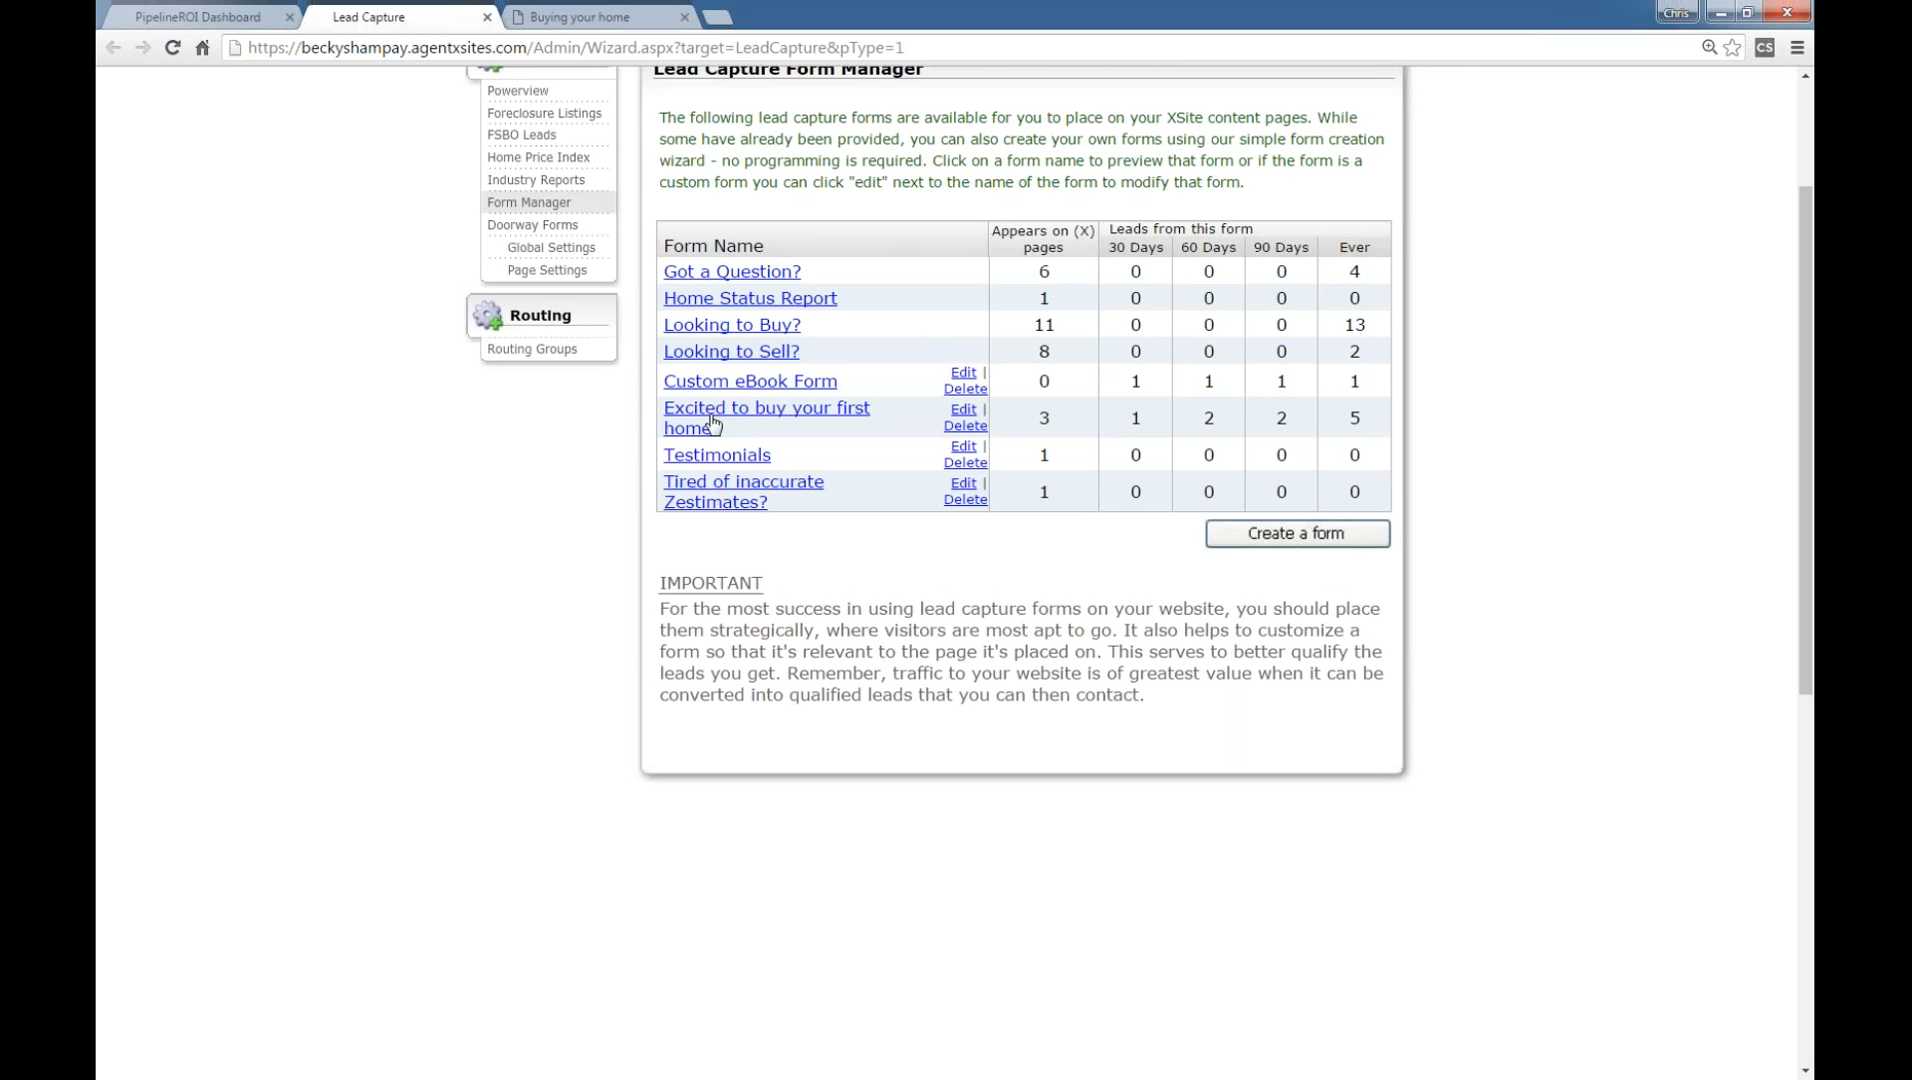 PipelineROI Dashboard
Lead Capture
Buying your home
Chris
https://beckyshampay.agentxsites.com/Admin/Wizard.aspx?target=LeadCapture&pType=1
CS
Powerview
Foreclosure Listings
FSBO Leads
Home Price Index
Industry Reports
Form Manager
Doorway Forms
Global Settings
Page Settings
Routing
Routing Groups
Lead Capture Form Manager
The following lead capture forms are available for you to place on your XSite content pages. While
some have already been provided, you can also create your own forms using our simple form creation
wizard - no programming is required. Click on a form name to preview that form or if the form is a
custom form you can click "edit" next to the name of the form to modify that form.
Form Name Appears on (X) pages Leads from this form
30 Days 60 Days 90 Days Ever
Got a Question? 6 0 0 0 4
Home Status Report 1 0 0 0 0
Looking to Buy? 11 0 0 0 13
Looking to Sell? 8 0 0 0 2
Custom eBook Form Edit | Delete 0 1 1 1 1
Excited to buy your first
home Edit | Delete 3 1 2 2 5
Testimonials Edit | Delete 1 0 0 0 0
Tired of inaccurate
Zestimates? Edit | Delete 1 0 0 0 0
Create a form
IMPORTANT
For the most success in using lead capture forms on your website, you should place
them strategically, where visitors are most apt to go. It also helps to customize a
form so that it's relevant to the page it's placed on. This serves to better qualify the
leads you get. Remember, traffic to your website is of greatest value when it can be
converted into qualified leads that you can then contact.